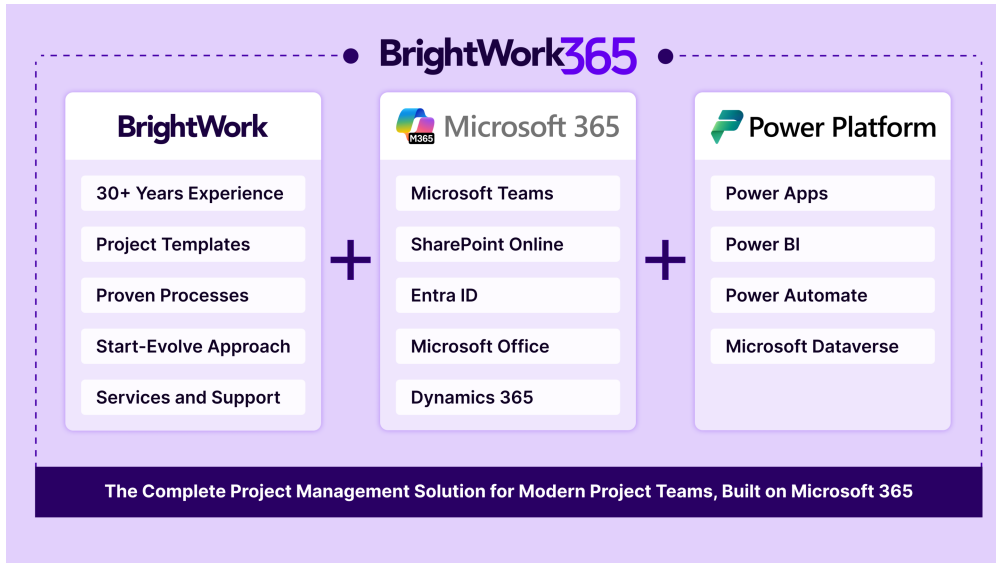 BrightWork365
BrightWork
30+ Years Experience
Project Templates
Proven Processes
Start-Evolve Approach
Services and Support
+
M365
Microsoft 365
Microsoft Teams
SharePoint Online
Entra ID
Microsoft Office
Dynamics 365
+
Power Platform
Power Apps
Power BI
Power Automate
Microsoft Dataverse
The Complete Project Management Solution for Modern Project Teams, Built on Microsoft 365